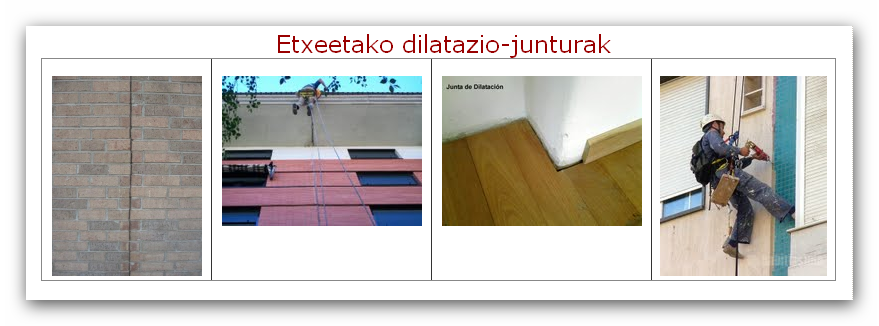 Etxeetako dilatazio-junturak
Junta de Dilatación